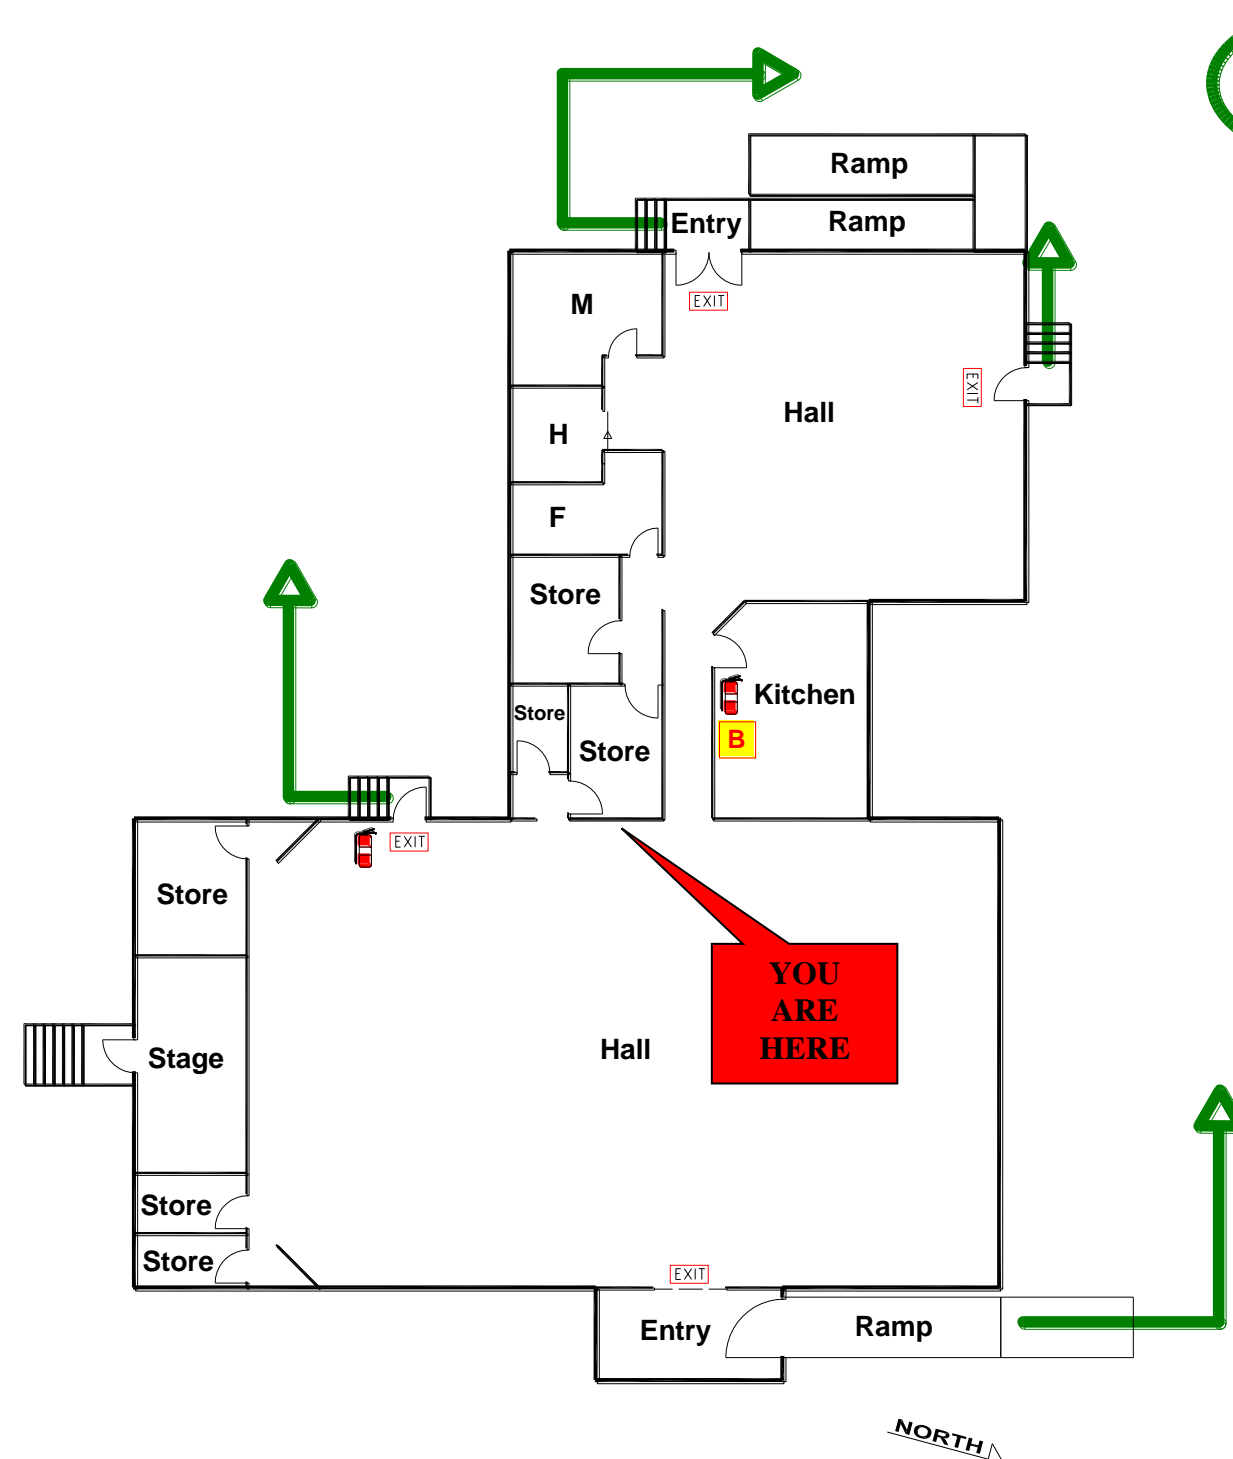 Ramp
Entry
Ramp
EXIT
M
EXIT
Hall
H
F
Store
Kitchen
Store
B
Store
EXIT
Store
YOU
ARE
HERE
Hall
Stage
Store
Store
EXIT
Entry
Ramp
NORTH